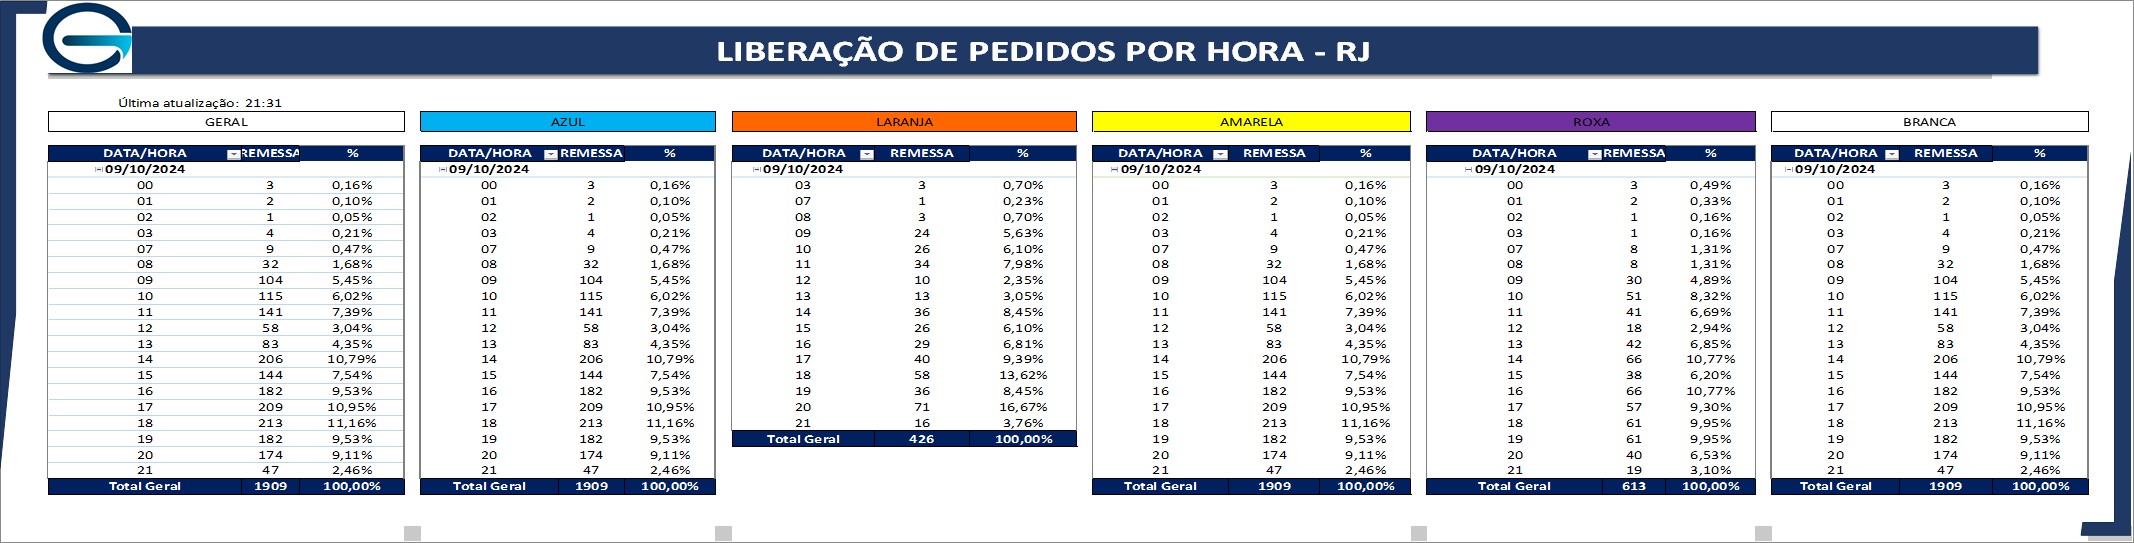 LIBERAÇÃO DE PEDIDOS POR HORA - RJ
Última atualização: 21:31
GERAL AZUL LARANJA AMARELA ROXA BRANCA
DATA/HORA REMESSA % DATA/HORA REMESSA % DATA/HORA REMESSA % DATA/HORA REMESSA % DATA/HORA REMESSA % DATA/HORA REMESSA %
09/10/2024 09/10/2024 09/10/2024 09/10/2024 09/10/2024 09/10/2024
00 3 0,16% 00 3 0,16% 03 3 0,70% 00 3 0,16% 00 3 0,49% 00 3 0,16%
01 2 0,10% 01 2 0,10% 07 1 0,23% 01 2 0,10% 01 2 0,33% 01 2 0,10%
02 1 0,05% 02 1 0,05% 08 3 0,70% 02 1 0,05% 02 1 0,16% 02 1 0,05%
03 4 0,21% 03 4 0,21% 09 24 5,63% 03 4 0,21% 03 1 0,16% 03 4 0,21%
07 9 0,47% 07 9 0,47% 10 26 6,10% 07 9 0,47% 07 8 1,31% 07 9 0,47%
08 32 1,68% 08 32 1,68% 11 34 7,98% 08 32 1,68% 08 8 1,31% 08 32 1,68%
09 104 5,45% 09 104 5,45% 12 10 2,35% 09 104 5,45% 09 30 4,89% 09 104 5,45%
10 115 6,02% 10 115 6,02% 13 13 3,05% 10 115 6,02% 10 51 8,32% 10 115 6,02%
11 141 7,39% 11 141 7,39% 14 36 8,45% 11 141 7,39% 11 41 6,69% 11 141 7,39%
12 58 3,04% 12 58 3,04% 15 26 6,10% 12 58 3,04% 12 18 2,94% 12 58 3,04%
13 83 4,35% 13 83 4,35% 16 29 6,81% 13 83 4,35% 13 42 6,85% 13 83 4,35%
14 206 10,79% 14 206 10,79% 17 40 9,39% 14 206 10,79% 14 66 10,77% 14 206 10,79%
15 144 7,54% 15 144 7,54% 18 58 13,62% 15 144 7,54% 15 38 6,20% 15 144 7,54%
16 182 9,53% 16 182 9,53% 19 36 8,45% 16 182 9,53% 16 66 10,77% 16 182 9,53%
17 209 10,95% 17 209 10,95% 20 71 16,67% 17 209 10,95% 17 57 9,30% 17 209 10,95%
18 213 11,16% 18 213 11,16% 21 16 3,76% 18 213 11,16% 18 61 9,95% 18 213 11,16%
19 182 9,53% 19 182 9,53% Total Geral 426 100,00% 19 182 9,53% 19 61 9,95% 19 182 9,53%
20 174 9,11% 20 174 9,11% 20 174 9,11% 20 40 6,53% 20 174 9,11%
21 47 2,46% 21 47 2,46% 21 47 2,46% 21 19 3,10% 21 47 2,46%
Total Geral 1909 100,00% Total Geral 1909 100,00% Total Geral 1909 100,00% Total Geral 613 100,00% Total Geral 1909 100,00%